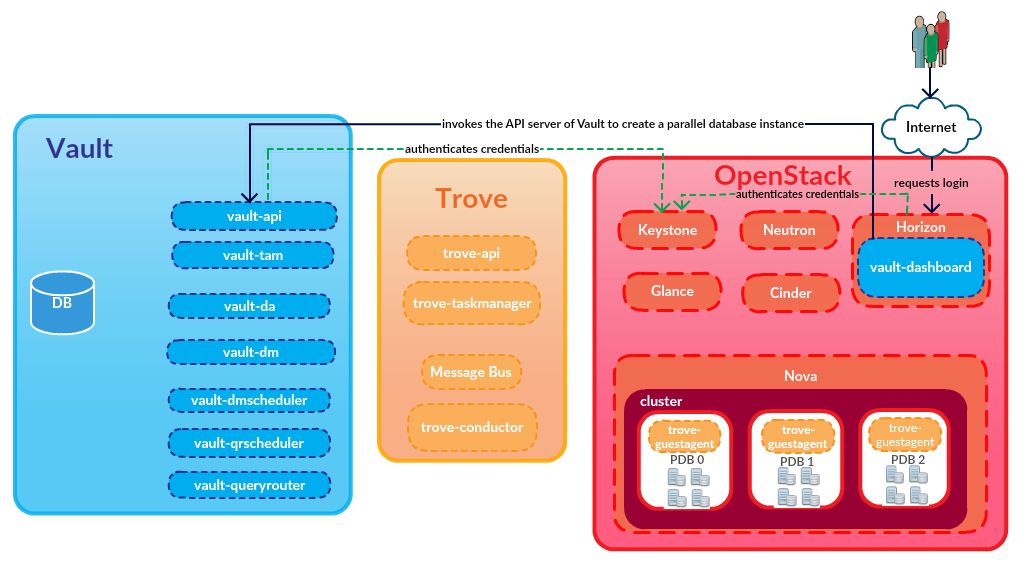 Internet
invokes the API server of Vault to create a parallel database instance
Vault
authenticates credentials
OpenStack
requests login
authenticates credentials
Trove
vault-api
Keystone
Neutron
Horizon
vault-tam
trove-api
vault-dashboard
DB
vault-da
trove-taskmanager
Glance
Cinder
vault-dm
Message Bus
Nova
vault-dmscheduler
cluster
vault-qrscheduler
trove-conductor
trove-
guestagent
PDB 0
trove-
guestagent
PDB 1
trove-
guestagent
PDB 2
vault-queryrouter